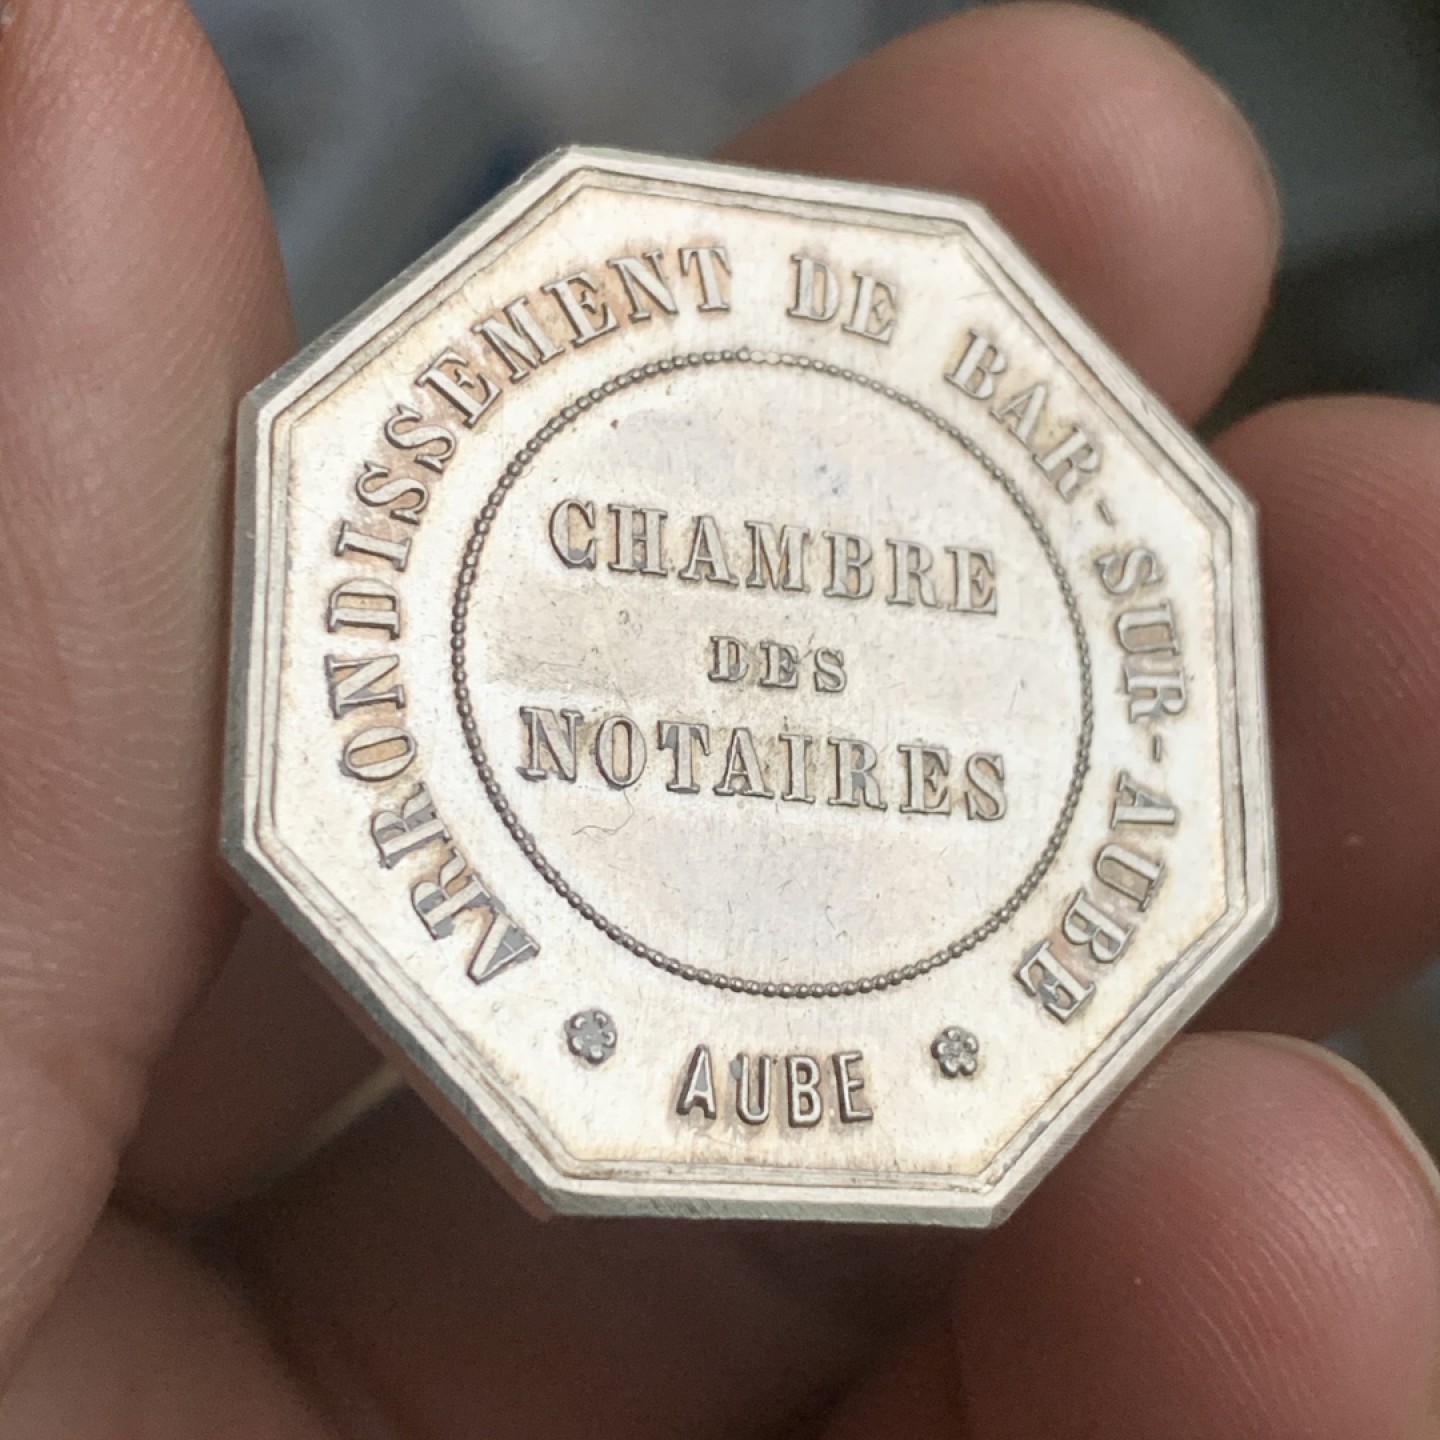 ARRONDISSEMENT DE BAR-SUR-AUBE
CHAMBRE
DES
NOTAIRES
AUBE